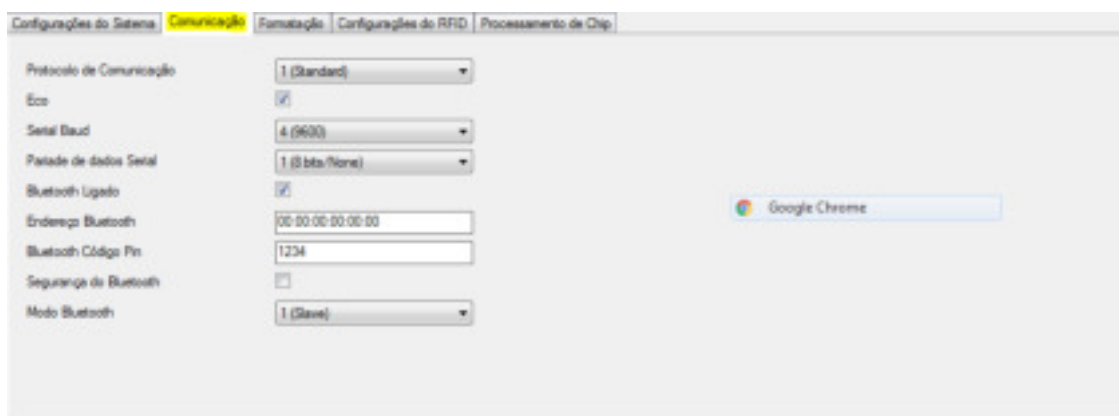 Configurações do Sistema Comunicação Formatação Configurações do RFID Processamento de Chip
Protocolo de Comunicação 1 (Standard)
Eco
Serial Baud 4 (9600)
Pariade de dados Serial 1 (8 bits/None)
Bluetooth Ligado
Endereço Bluetooth 00:00:00:00:00:00
Bluetooth Código Pin 1234
Segurança do Bluetooth
Modo Bluetooth 1 (Slave)
Google Chrome